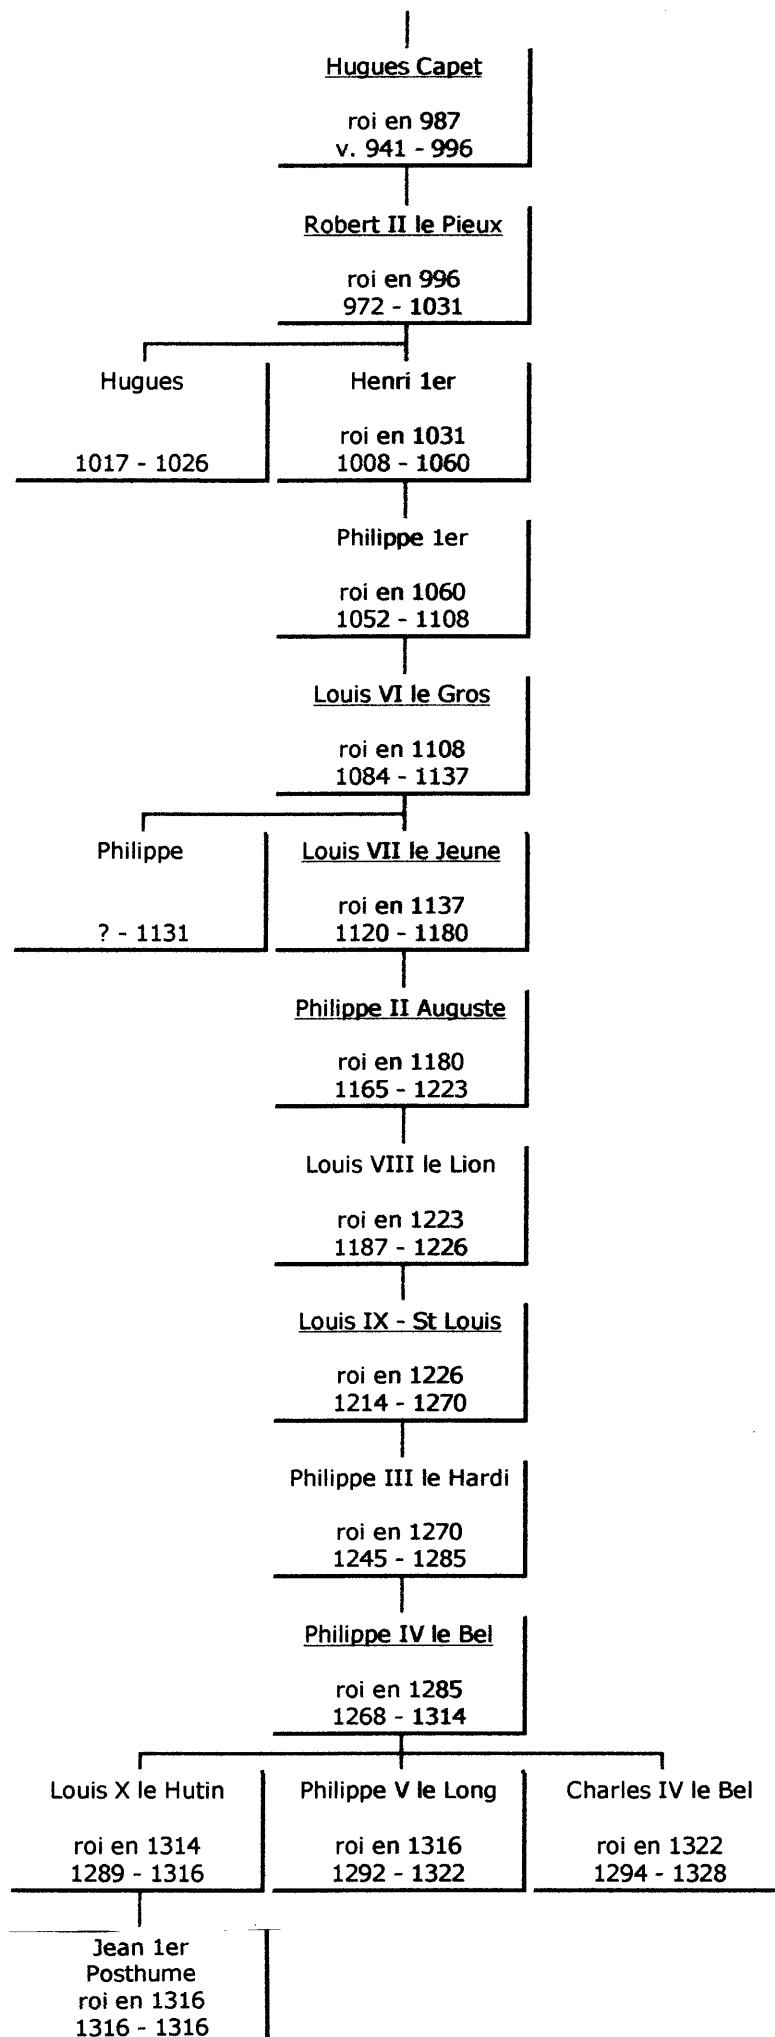 Hugues Capet
roi en 987
v. 941 - 996
Robert II le Pieux
roi en 996
972 - 1031
Hugues
1017 - 1026
Henri 1er
roi en 1031
1008 - 1060
Philippe 1er
roi en 1060
1052 - 1108
Louis VI le Gros
roi en 1108
1084 - 1137
Philippe
? - 1131
Louis VII le Jeune
roi en 1137
1120 - 1180
Philippe II Auguste
roi en 1180
1165 - 1223
Louis VIII le Lion
roi en 1223
1187 - 1226
Louis IX - St Louis
roi en 1226
1214 - 1270
Philippe III le Hardi
roi en 1270
1245 - 1285
Philippe IV le Bel
roi en 1285
1268 - 1314
Louis X le Hutin
roi en 1314
1289 - 1316
Philippe V le Long
roi en 1316
1292 - 1322
Charles IV le Bel
roi en 1322
1294 - 1328
Jean 1er
Posthume
roi en 1316
1316 - 1316